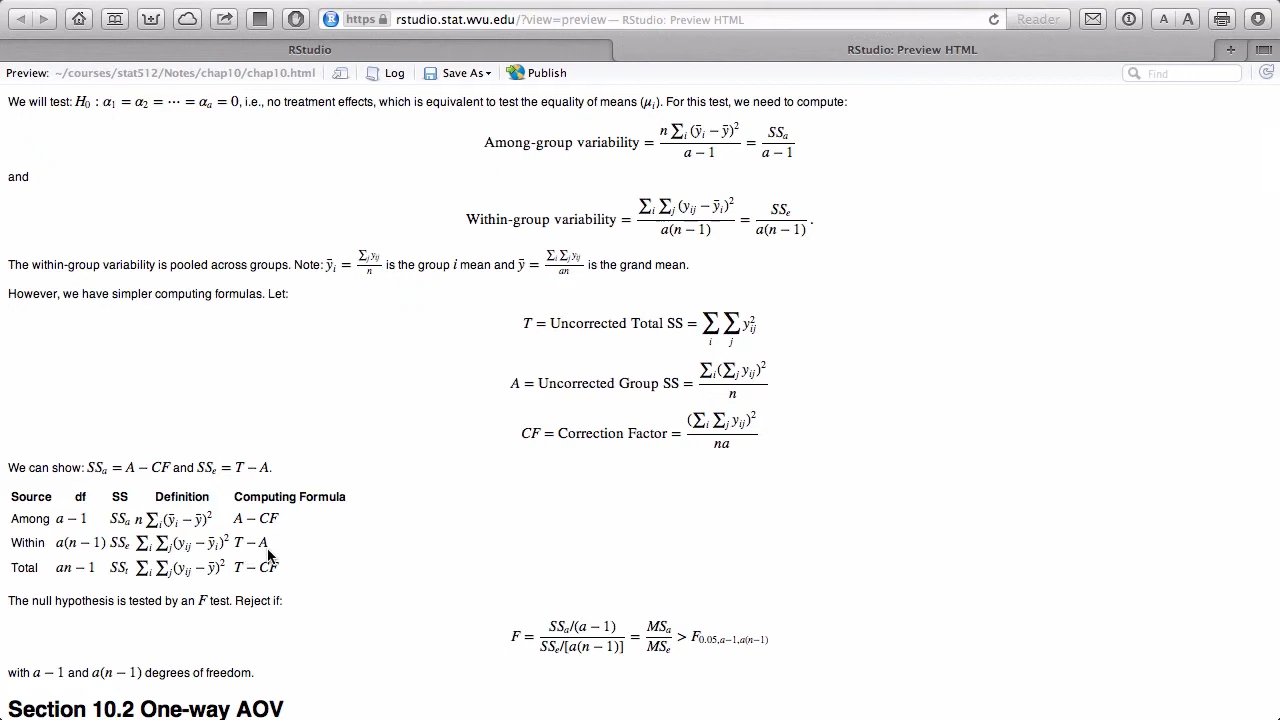 https rstudio.stat.wvu.edu/?view=preview — RStudio: Preview HTML Reader A A
RStudio RStudio: Preview HTML +
Preview: ~/courses/stat512/Notes/chap10/chap10.html Log Save As Publish Find
We will test: H₀ : α₁ = α₂ = ⋯ = αₐ = 0, i.e., no treatment effects, which is equivalent to test the equality of means (μᵢ). For this test, we need to compute:
Among-group variability = n ∑ᵢ (ȳᵢ − ȳ)² / a − 1 = SSₐ / a − 1
and
Within-group variability = ∑ᵢ ∑ⱼ (yᵢⱼ − ȳᵢ)² / a(n − 1) = SSₑ / a(n − 1) .
The within-group variability is pooled across groups. Note: ȳᵢ = ∑ⱼ yᵢⱼ / n is the group i mean and ȳ = ∑ᵢ ∑ⱼ yᵢⱼ / an is the grand mean.
However, we have simpler computing formulas. Let:
T = Uncorrected Total SS = ∑ᵢ ∑ⱼ yᵢⱼ²
A = Uncorrected Group SS = ∑ᵢ(∑ⱼ yᵢⱼ)² / n
CF = Correction Factor = (∑ᵢ ∑ⱼ yᵢⱼ)² / na
We can show: SSₐ = A − CF and SSₑ = T − A.
Source df SS Definition Computing Formula
Among a − 1 SSₐ n ∑ᵢ(ȳᵢ − ȳ)² A − CF
Within a(n − 1) SSₑ ∑ᵢ ∑ⱼ(yᵢⱼ − ȳᵢ)² T − A
Total an − 1 SSₜ ∑ᵢ ∑ⱼ(yᵢⱼ − ȳ)² T − CF
The null hypothesis is tested by an F test. Reject if:
F = SSₐ/(a − 1) / SSₑ/[a(n − 1)] = MSₐ / MSₑ > F₀.₀₅,ₐ₋₁,ₐ₍ₙ₋₁₎
with a − 1 and a(n − 1) degrees of freedom.
Section 10.2 One-way AOV